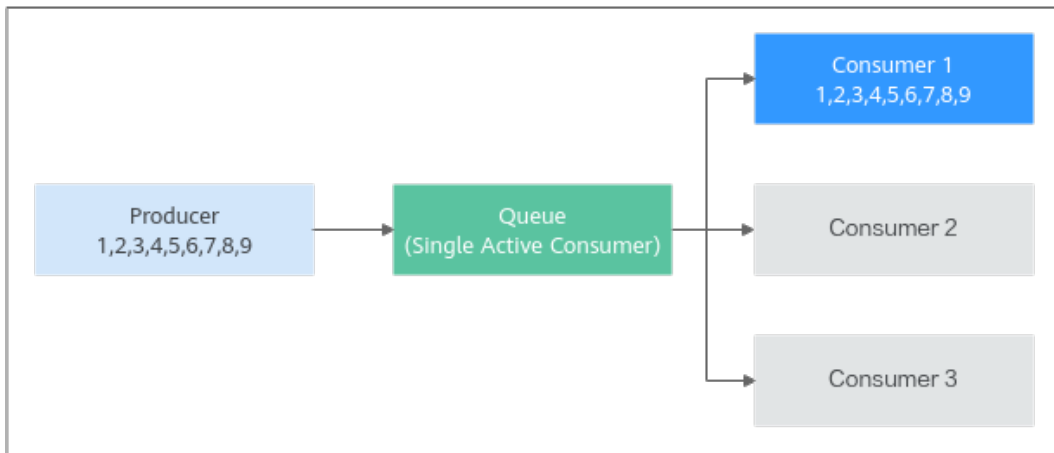 Consumer 1
1,2,3,4,5,6,7,8,9
Producer
1,2,3,4,5,6,7,8,9
Queue
(Single Active Consumer)
Consumer 2
Consumer 3